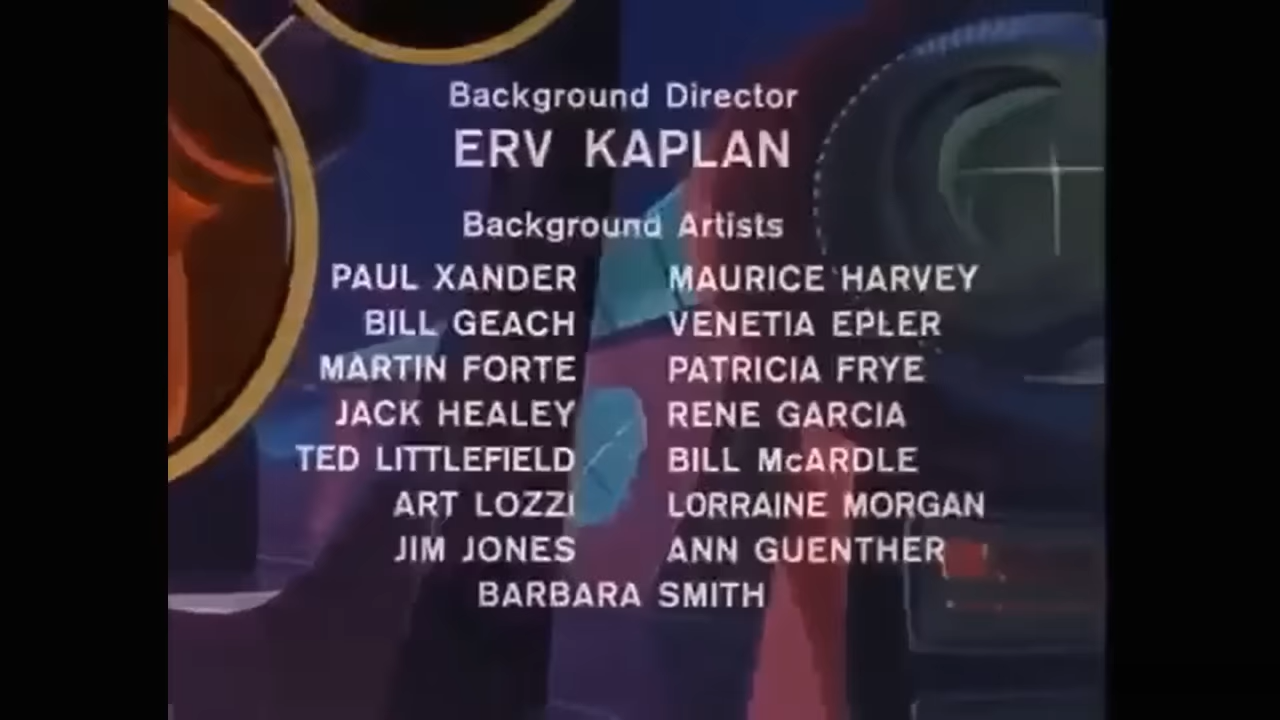 Background Director
ERV KAPLAN
Background Artists
PAUL XANDER MAURICE HARVEY
BILL GEACH VENETIA EPLER
MARTIN FORTE PATRICIA FRYE
JACK HEALEY RENE GARCIA
TED LITTLEFIELD BILL McARDLE
ART LOZZI LORRAINE MORGAN
JIM JONES ANN GUENTHER
BARBARA SMITH